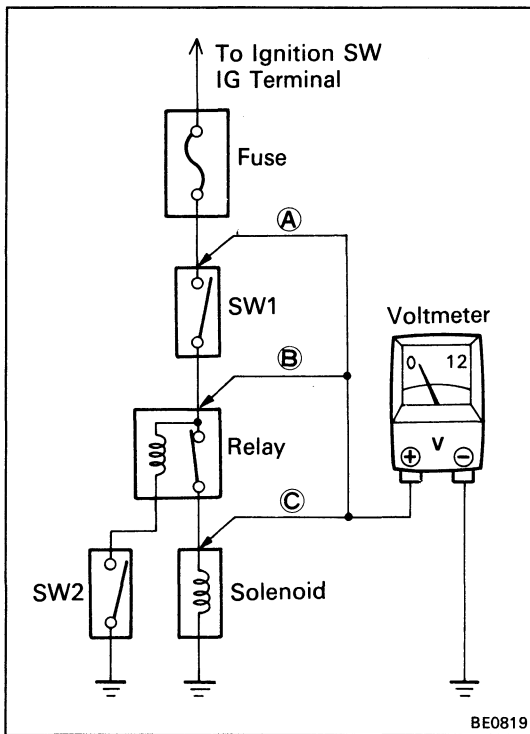 To Ignition SW
IG Terminal
Fuse
A
SW1
Voltmeter
0 12
B
V
+ −
Relay
C
SW2
Solenoid
BE0819